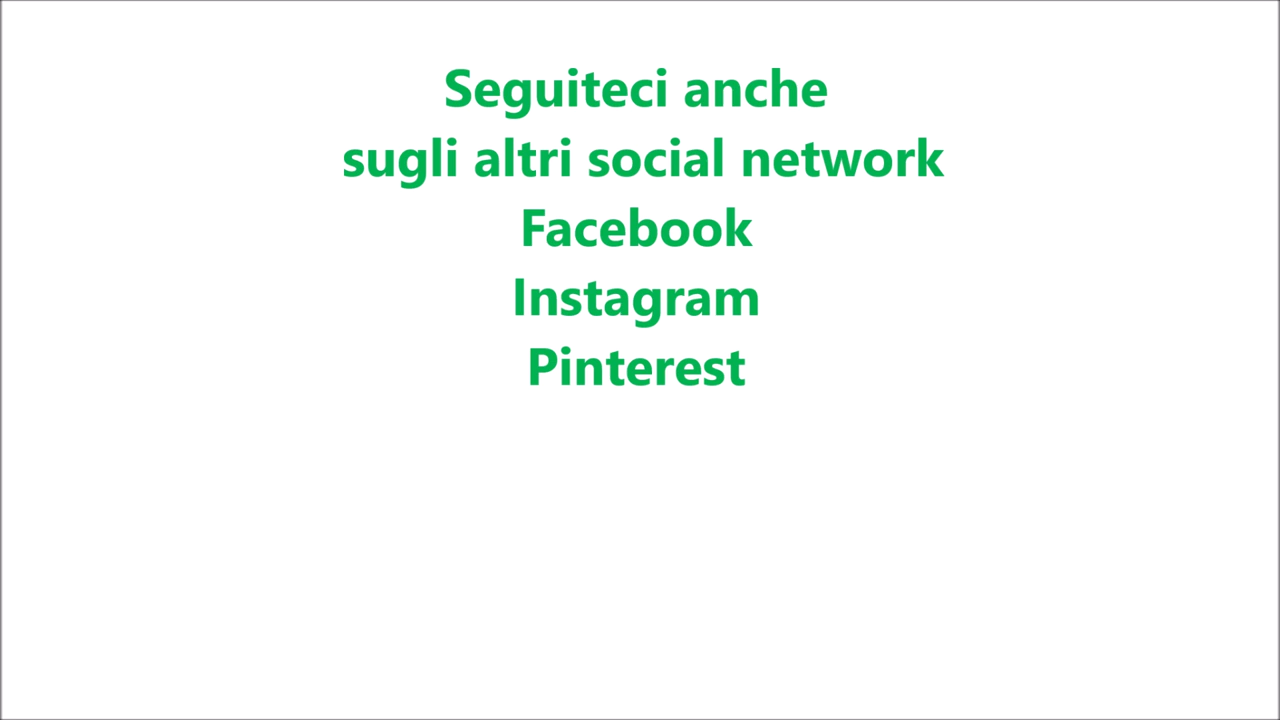 Seguiteci anche
sugli altri social network
Facebook
Instagram
Pinterest